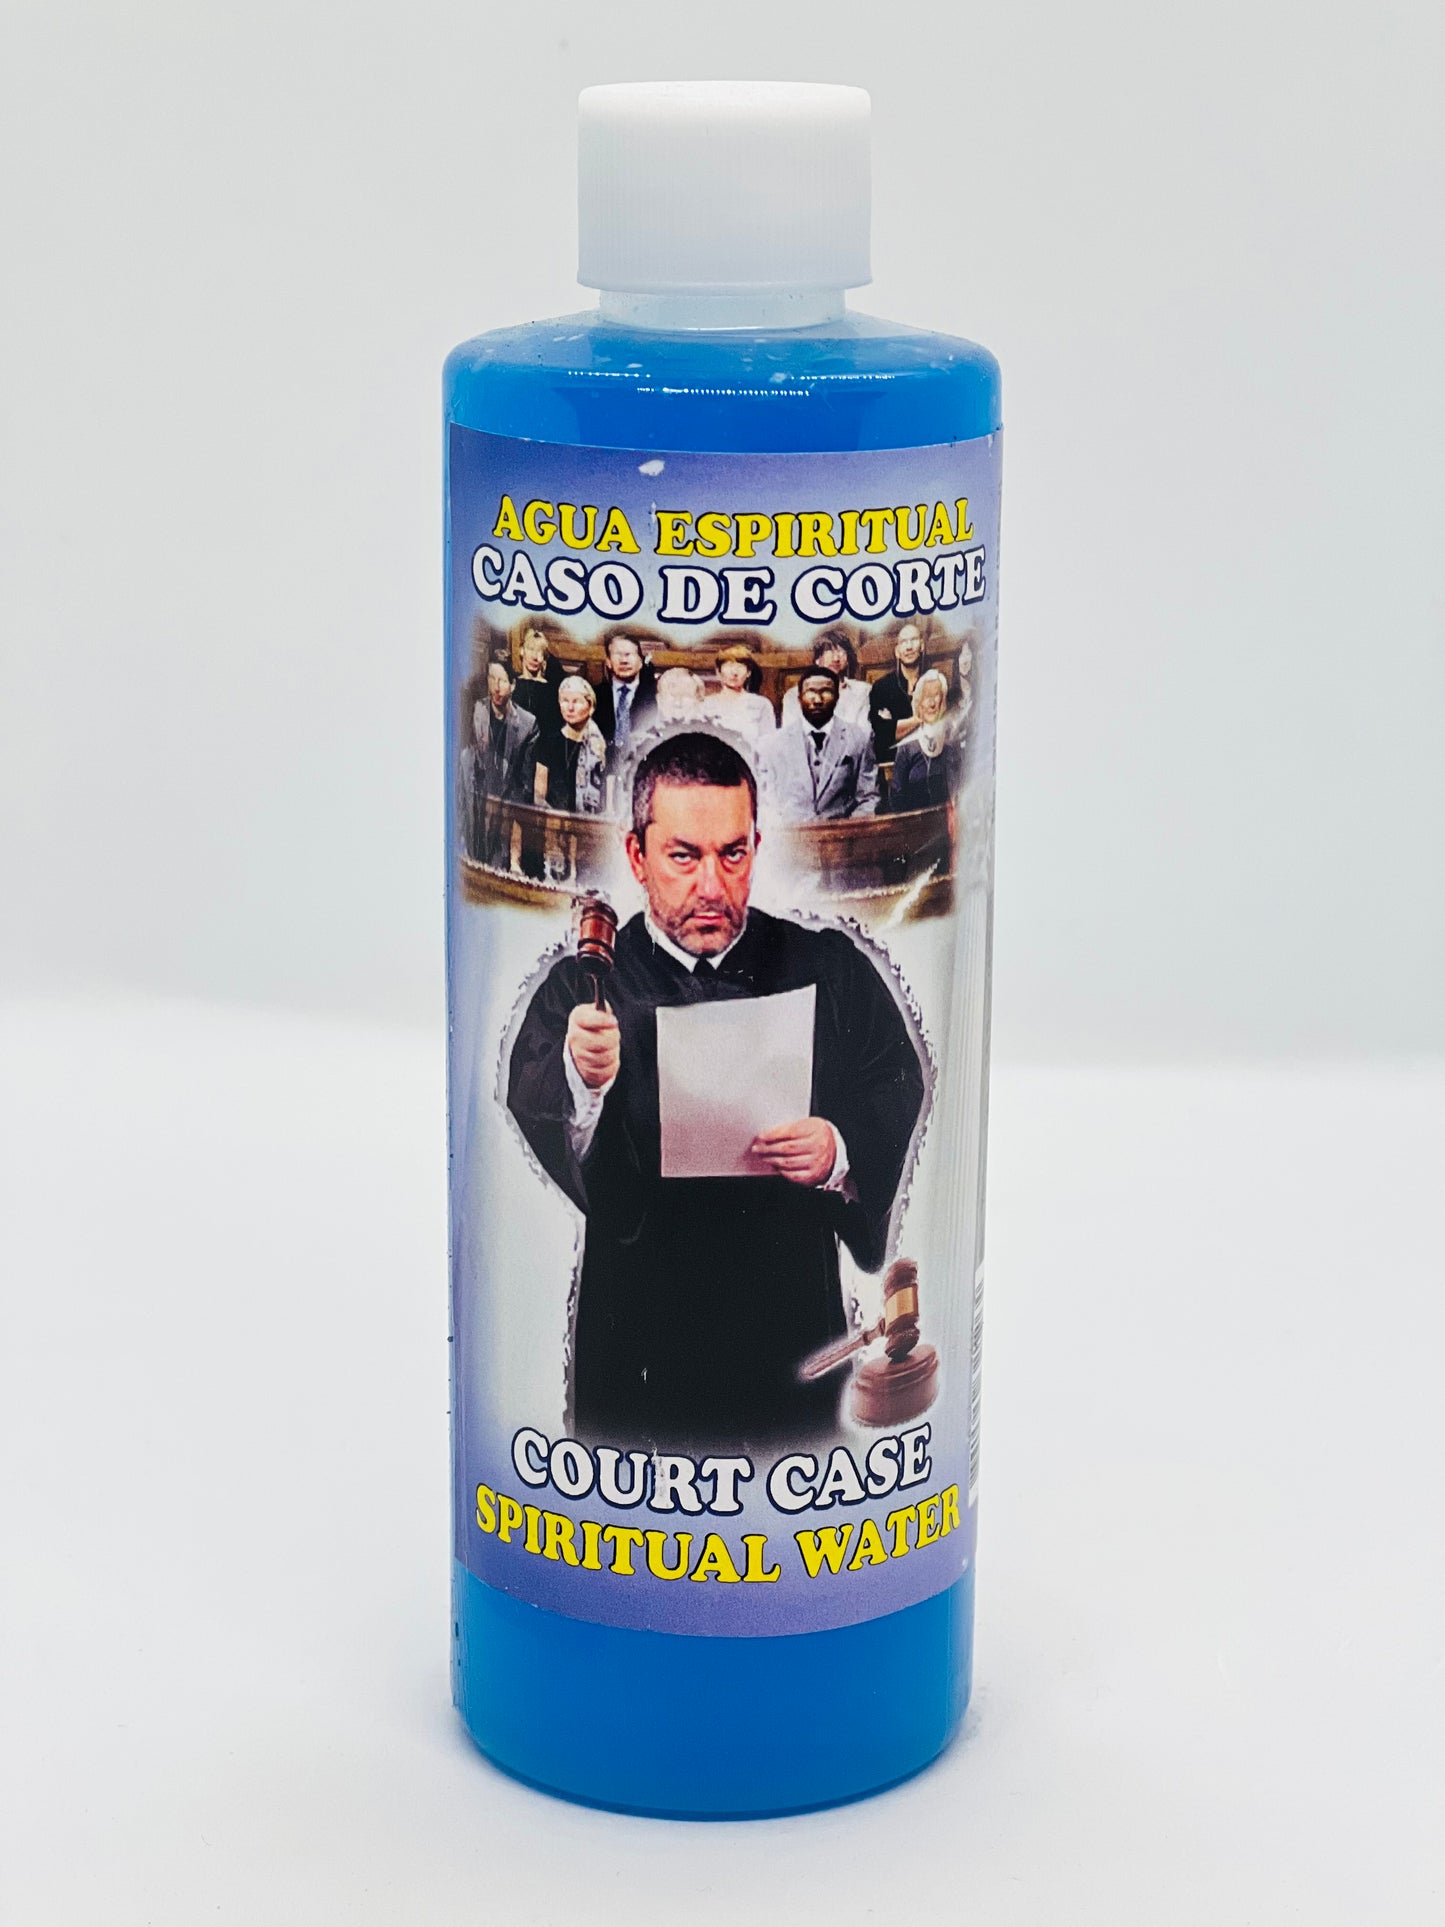 AGUA ESPIRITUAL
CASO DE CORTE
COURT CASE
SPIRITUAL WATER